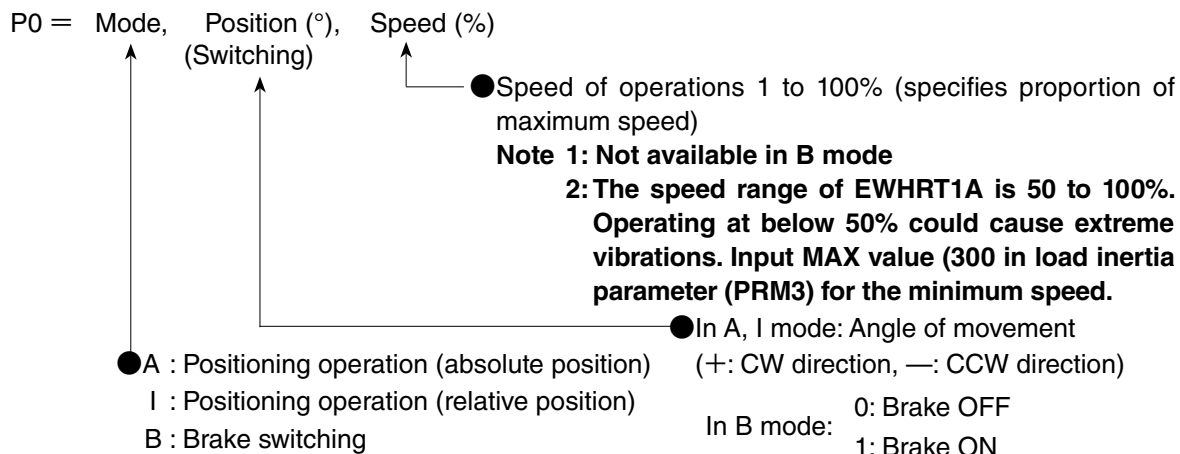 P0 = Mode, Position (°), Speed (%)
(Switching)
●Speed of operations 1 to 100% (specifies proportion of
maximum speed)
Note 1: Not available in B mode
2: The speed range of EWHRT1A is 50 to 100%.
Operating at below 50% could cause extreme
vibrations. Input MAX value (300 in load inertia
parameter (PRM3) for the minimum speed.
●In A, I mode: Angle of movement
(+: CW direction, —: CCW direction)
●A : Positioning operation (absolute position)
I : Positioning operation (relative position)
B : Brake switching
In B mode:
0: Brake OFF
1: Brake ON